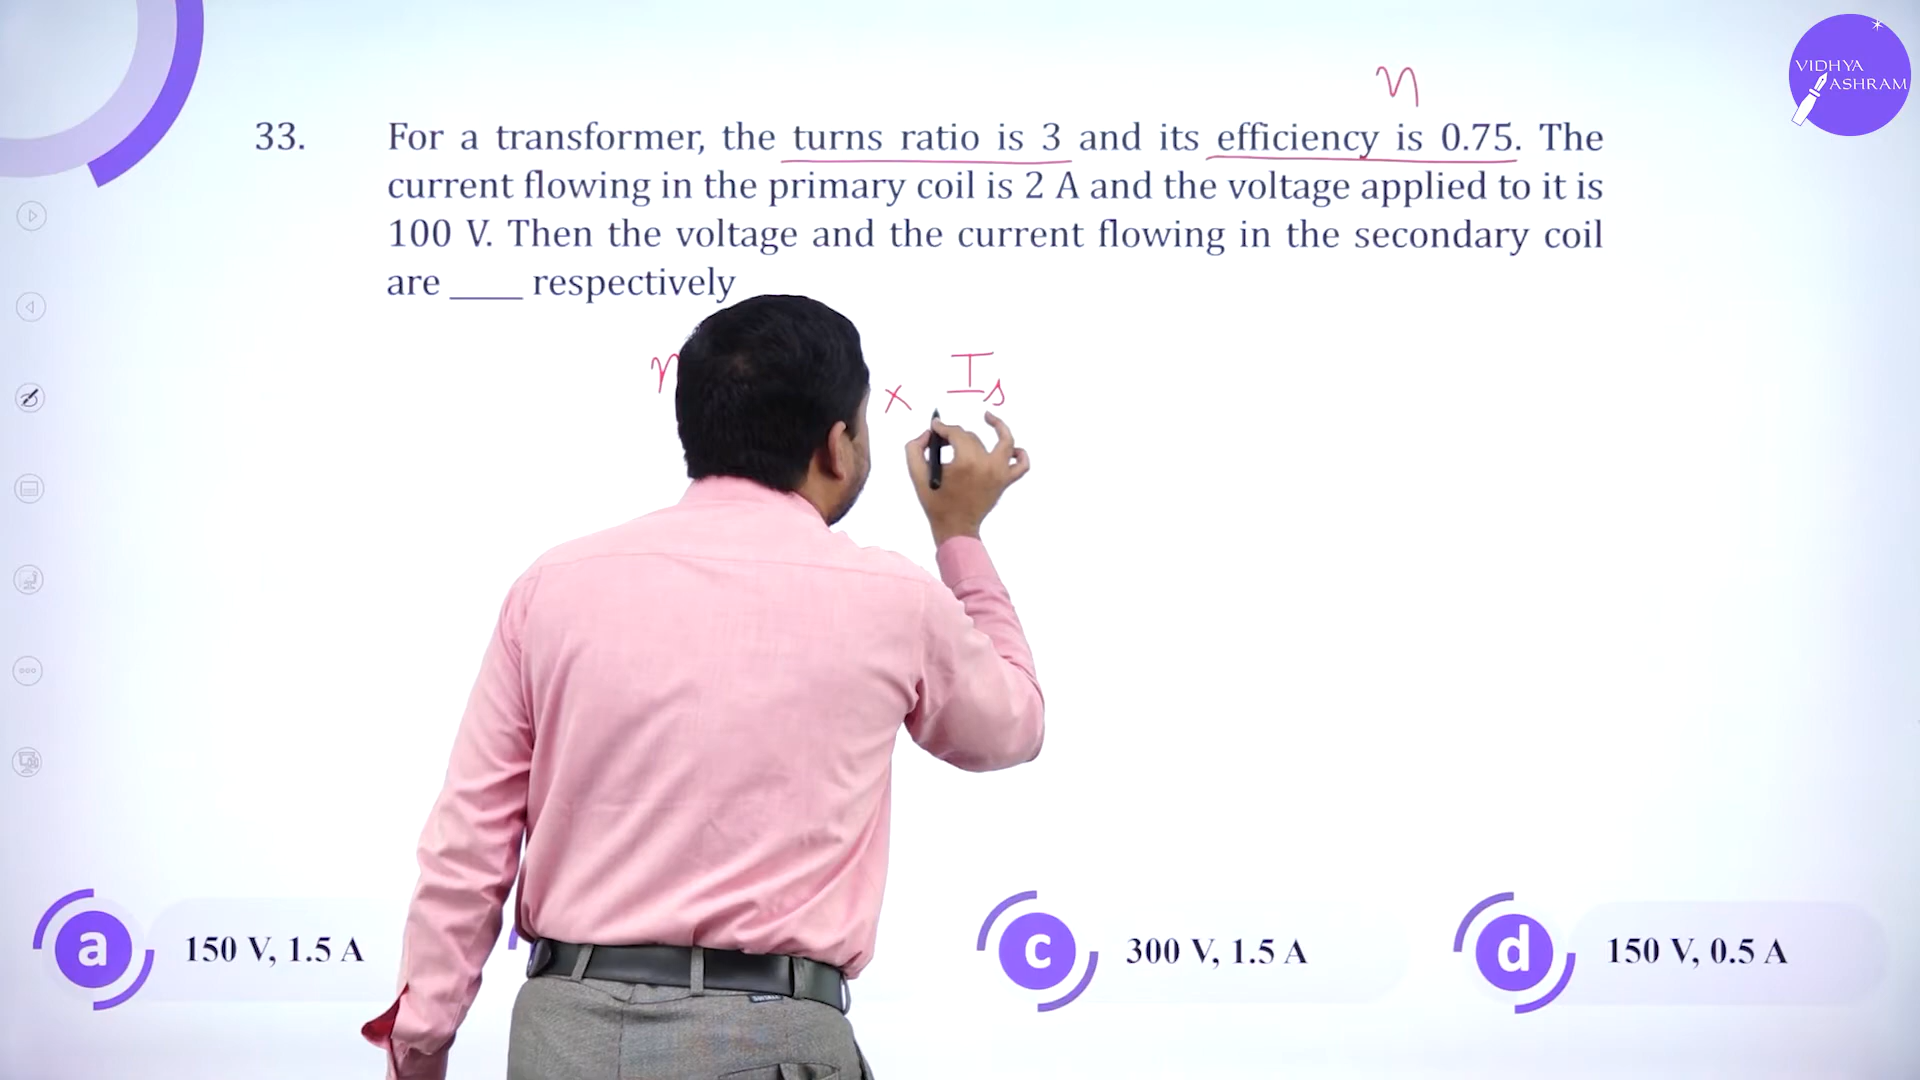 η
33. For a transformer, the turns ratio is 3 and its efficiency is 0.75. The
current flowing in the primary coil is 2 A and the voltage applied to it is
100 V. Then the voltage and the current flowing in the secondary coil
are _____ respectively
× I_s
a 150 V, 1.5 A
c 300 V, 1.5 A
d 150 V, 0.5 A
VIDHYA
ASHRAM